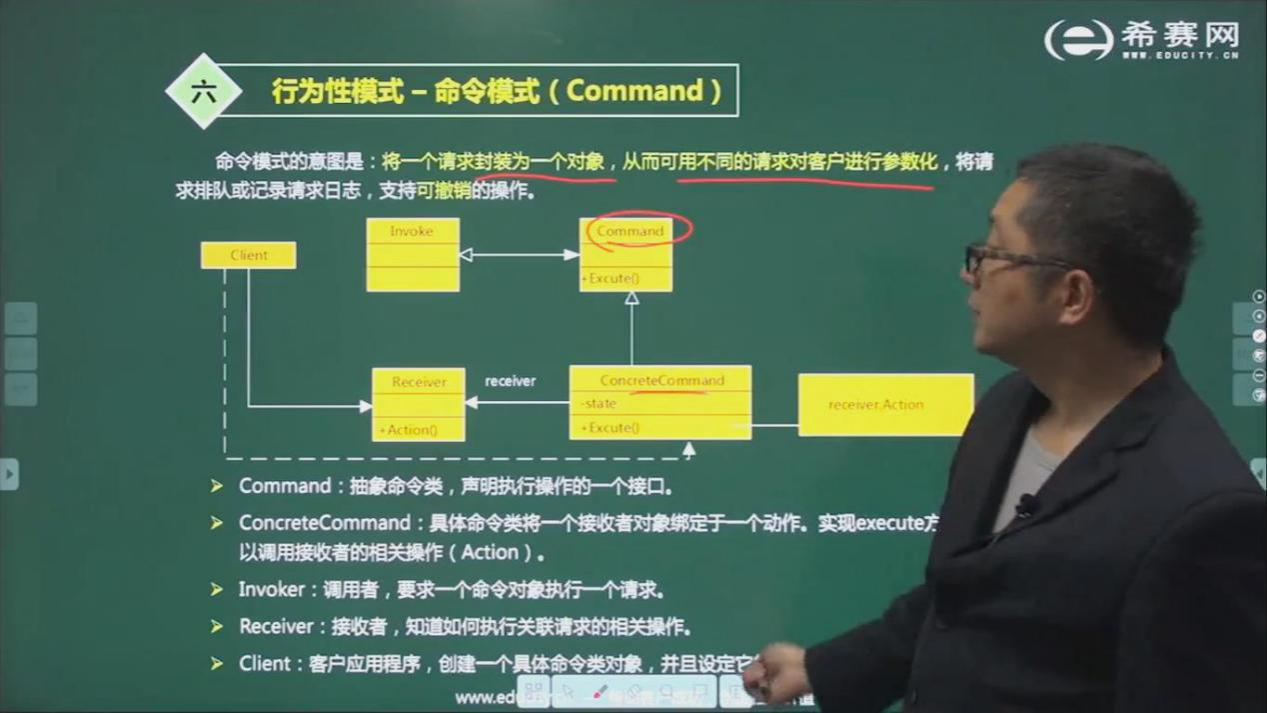 希赛网
WWW.EDUCITY.CN
六
行为性模式 – 命令模式（Command）
命令模式的意图是：将一个请求封装为一个对象，从而可用不同的请求对客户进行参数化，将请
求排队或记录请求日志，支持可撤销的操作。
Client
Invoke
Command
+Excute()
Receiver
+Action()
receiver
ConcreteCommand
-state
+Excute()
receiver.Action
Command：抽象命令类，声明执行操作的一个接口。
ConcreteCommand：具体命令类将一个接收者对象绑定于一个动作。实现execute方
以调用接收者的相关操作（Action）。
Invoker：调用者，要求一个命令对象执行一个请求。
Receiver：接收者，知道如何执行关联请求的相关操作。
Client：客户应用程序，创建一个具体命令类对象，并且设定它